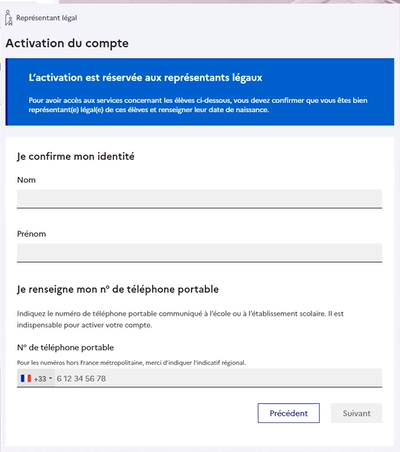 Représentant légal
Activation du compte
L'activation est réservée aux représentants légaux
Pour avoir accès aux services concernant les élèves ci-dessous, vous devez confirmer que vous êtes bien
représentant(e) légal(e) de ces élèves et renseigner leur date de naissance.
Je confirme mon identité
Nom
Prénom
Je renseigne mon n° de téléphone portable
Indiquez le numéro de téléphone portable communiqué à l'école ou à l'établissement scolaire. Il est
indispensable pour activer votre compte.
N° de téléphone portable
Pour les numéros hors France métropolitaine, merci d'indiquer l'indicatif régional.
+33 6 12 34 56 78
Précédent Suivant